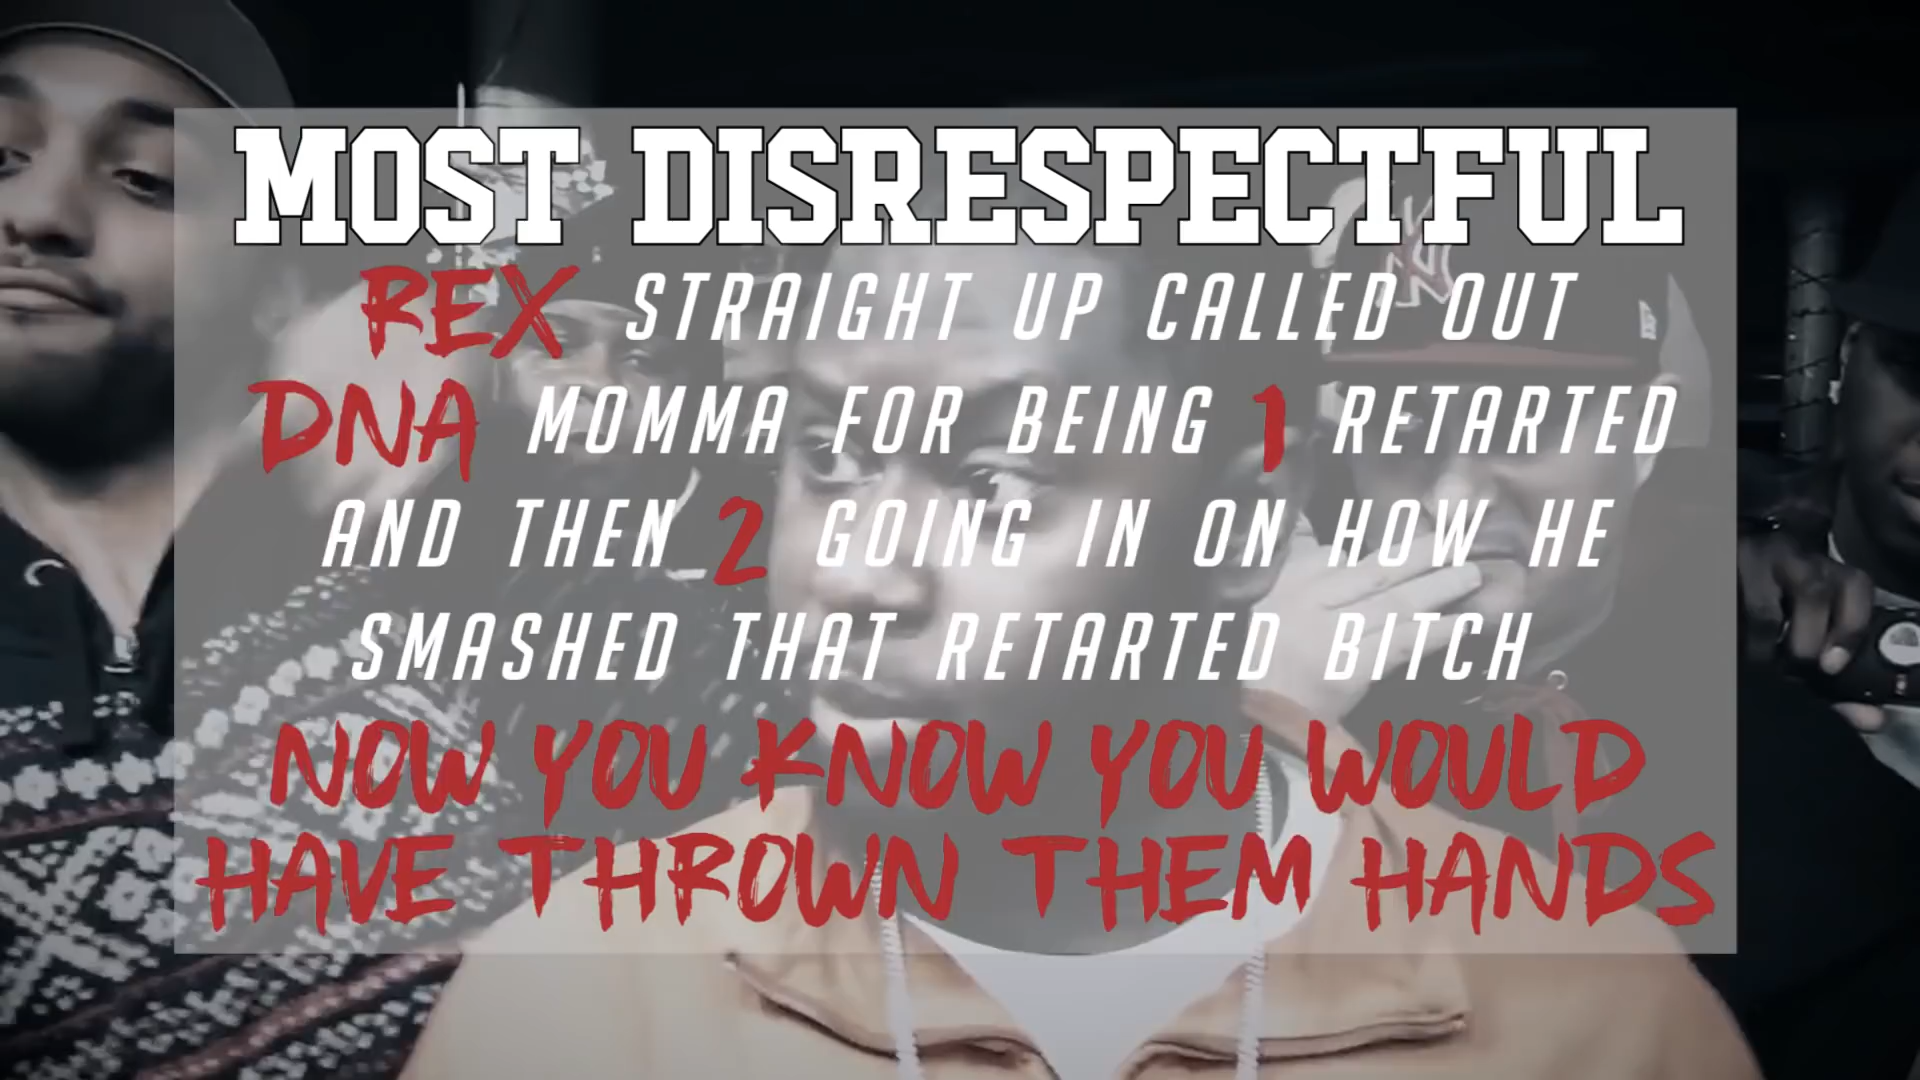 MOST DISRESPECTFUL
REX STRAIGHT UP CALLED OUT
DNA MOMMA FOR BEING 1 RETARTED
AND THEN 2 GOING IN ON HOW HE
SMASHED THAT RETARTED BITCH
NOW YOU KNOW YOU WOULD
HAVE THROWN THEM HANDS
NY